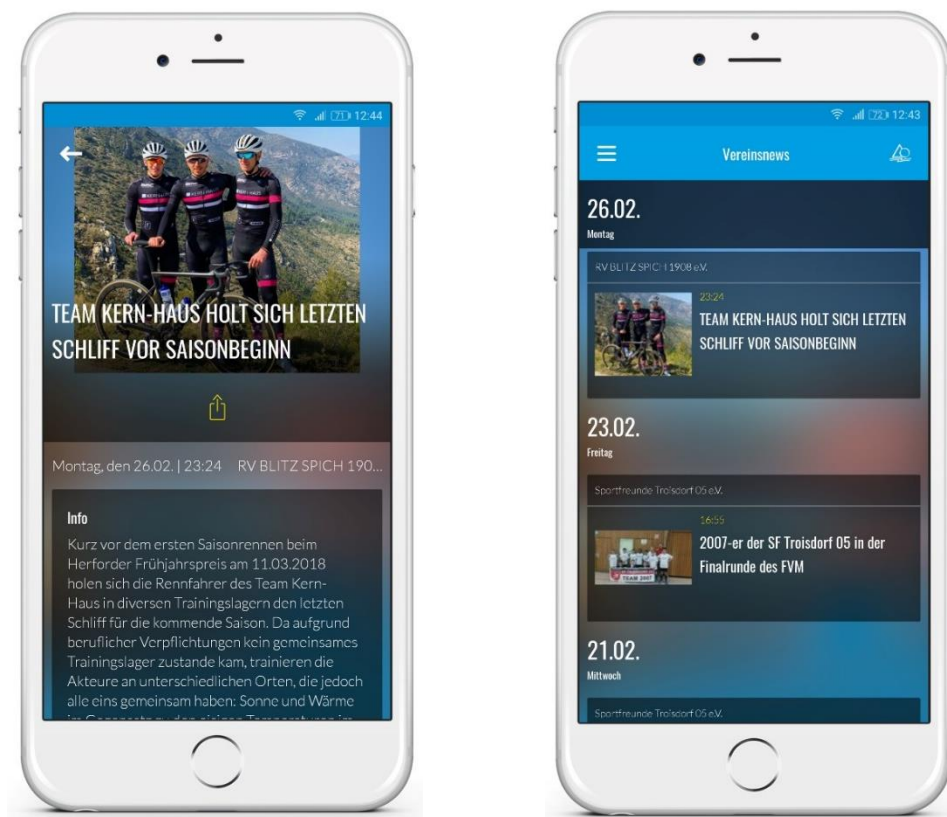 71 12:44
TEAM KERN-HAUS HOLT SICH LETZTEN
SCHLIFF VOR SAISONBEGINN
Montag, den 26.02. | 23:24 RV BLITZ SPICH 190...
Info
Kurz vor dem ersten Saisonrennen beim
Herforder Frühjahrspreis am 11.03.2018
holen sich die Rennfahrer des Team Kern-
Haus in diversen Trainingslagern den letzten
Schliff für die kommende Saison. Da aufgrund
beruflicher Verpflichtungen kein gemeinsames
Trainingslager zustande kam, trainieren die
Akteure an unterschiedlichen Orten, die jedoch
alle eins gemeinsam haben: Sonne und Wärme
72 12:43
Vereinsnews
26.02.
Montag
RV BLITZ SPICH 1908 e.V.
23:24
TEAM KERN-HAUS HOLT SICH LETZTEN
SCHLIFF VOR SAISONBEGINN
23.02.
Freitag
Sportfreunde Troisdorf 05 e.V.
16:55
2007-er der SF Troisdorf 05 in der
Finalrunde des FVM
TEAM 2007
21.02.
Mittwoch
Sportfreunde Troisdorf 05 e.V.